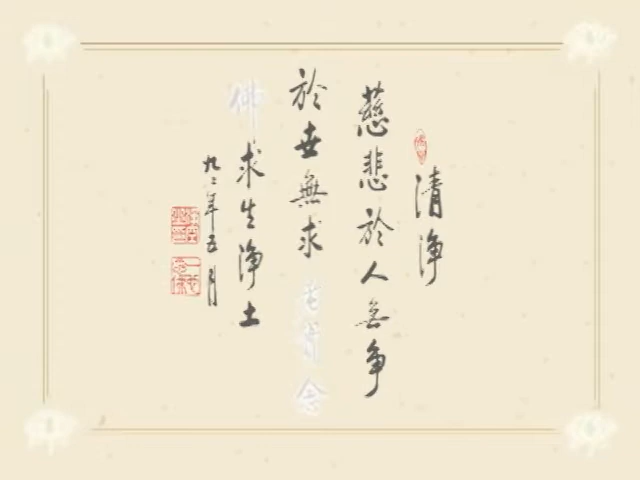 清淨
慈悲於人無爭
於世無求老實念
佛求生淨土
九二年五月